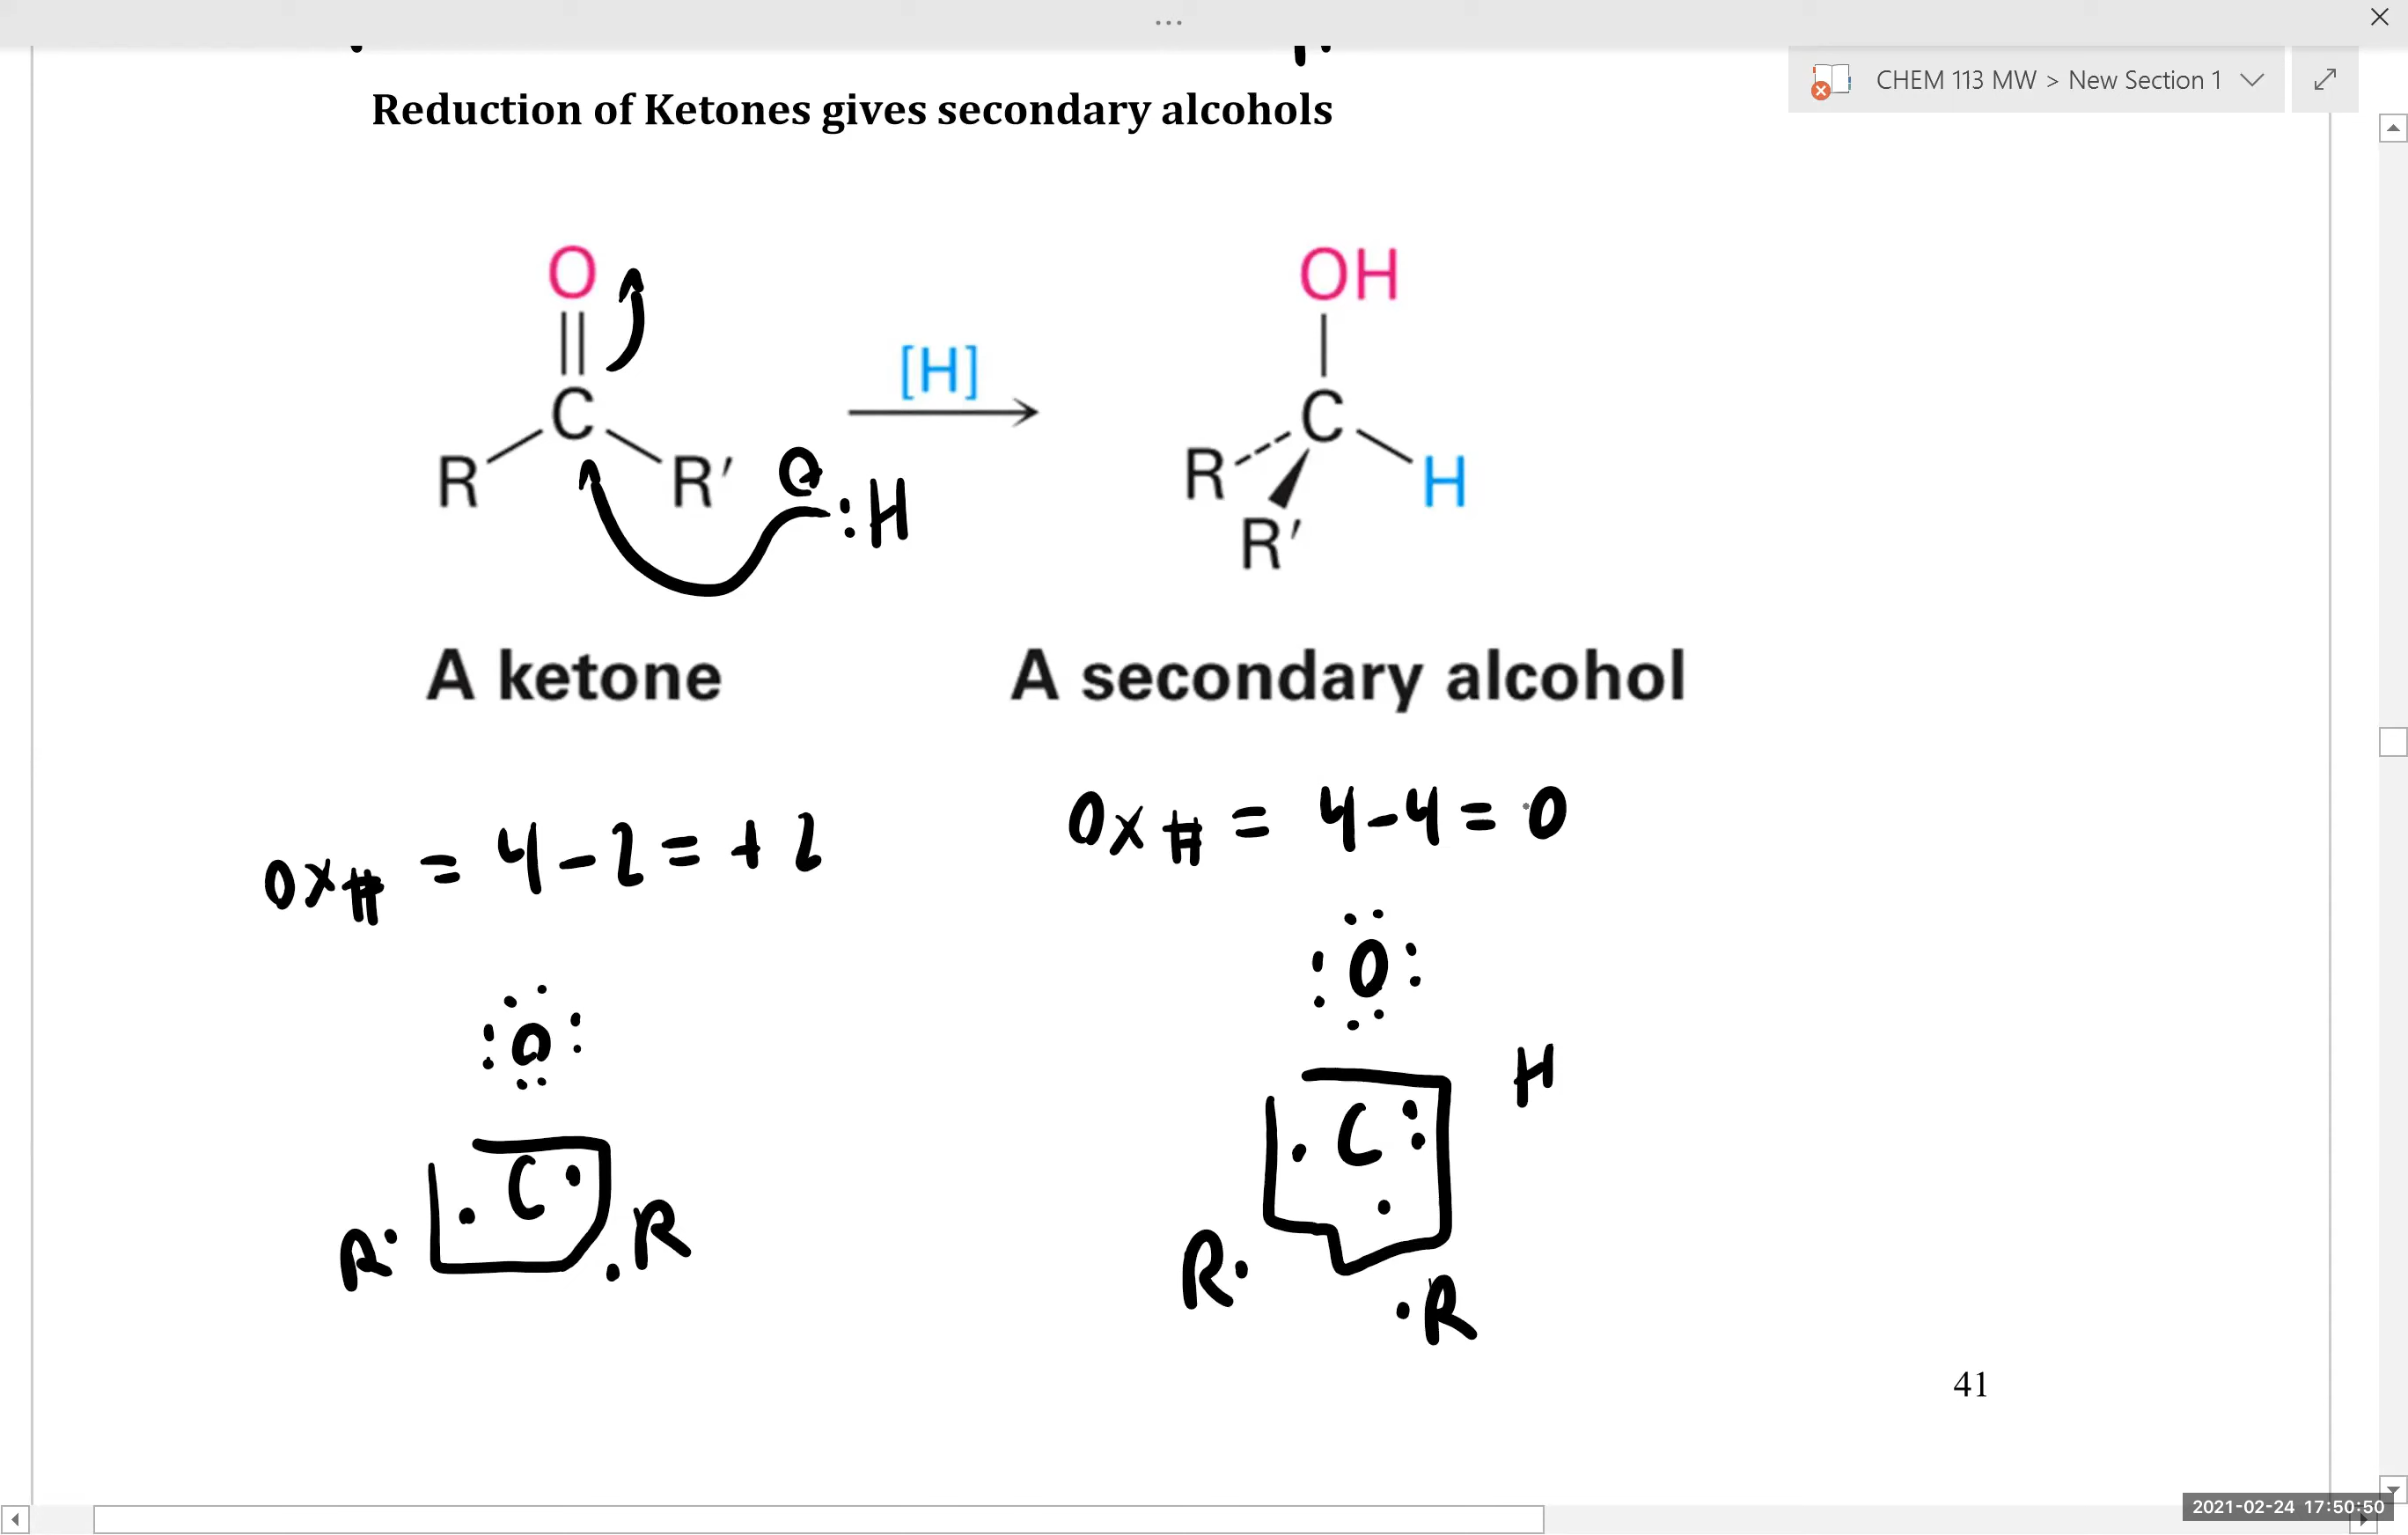 CHEM 113 MW > New Section 1
Reduction of Ketones gives secondary alcohols
O
C
R
R′
⊖
:H
[H]
OH
C
R
H
R′
A ketone
A secondary alcohol
ox# = 4-2=+2
ox# = 4-4=0
O
C
R
R
O
H
C
R
R
41
2021-02-24 17:50:50